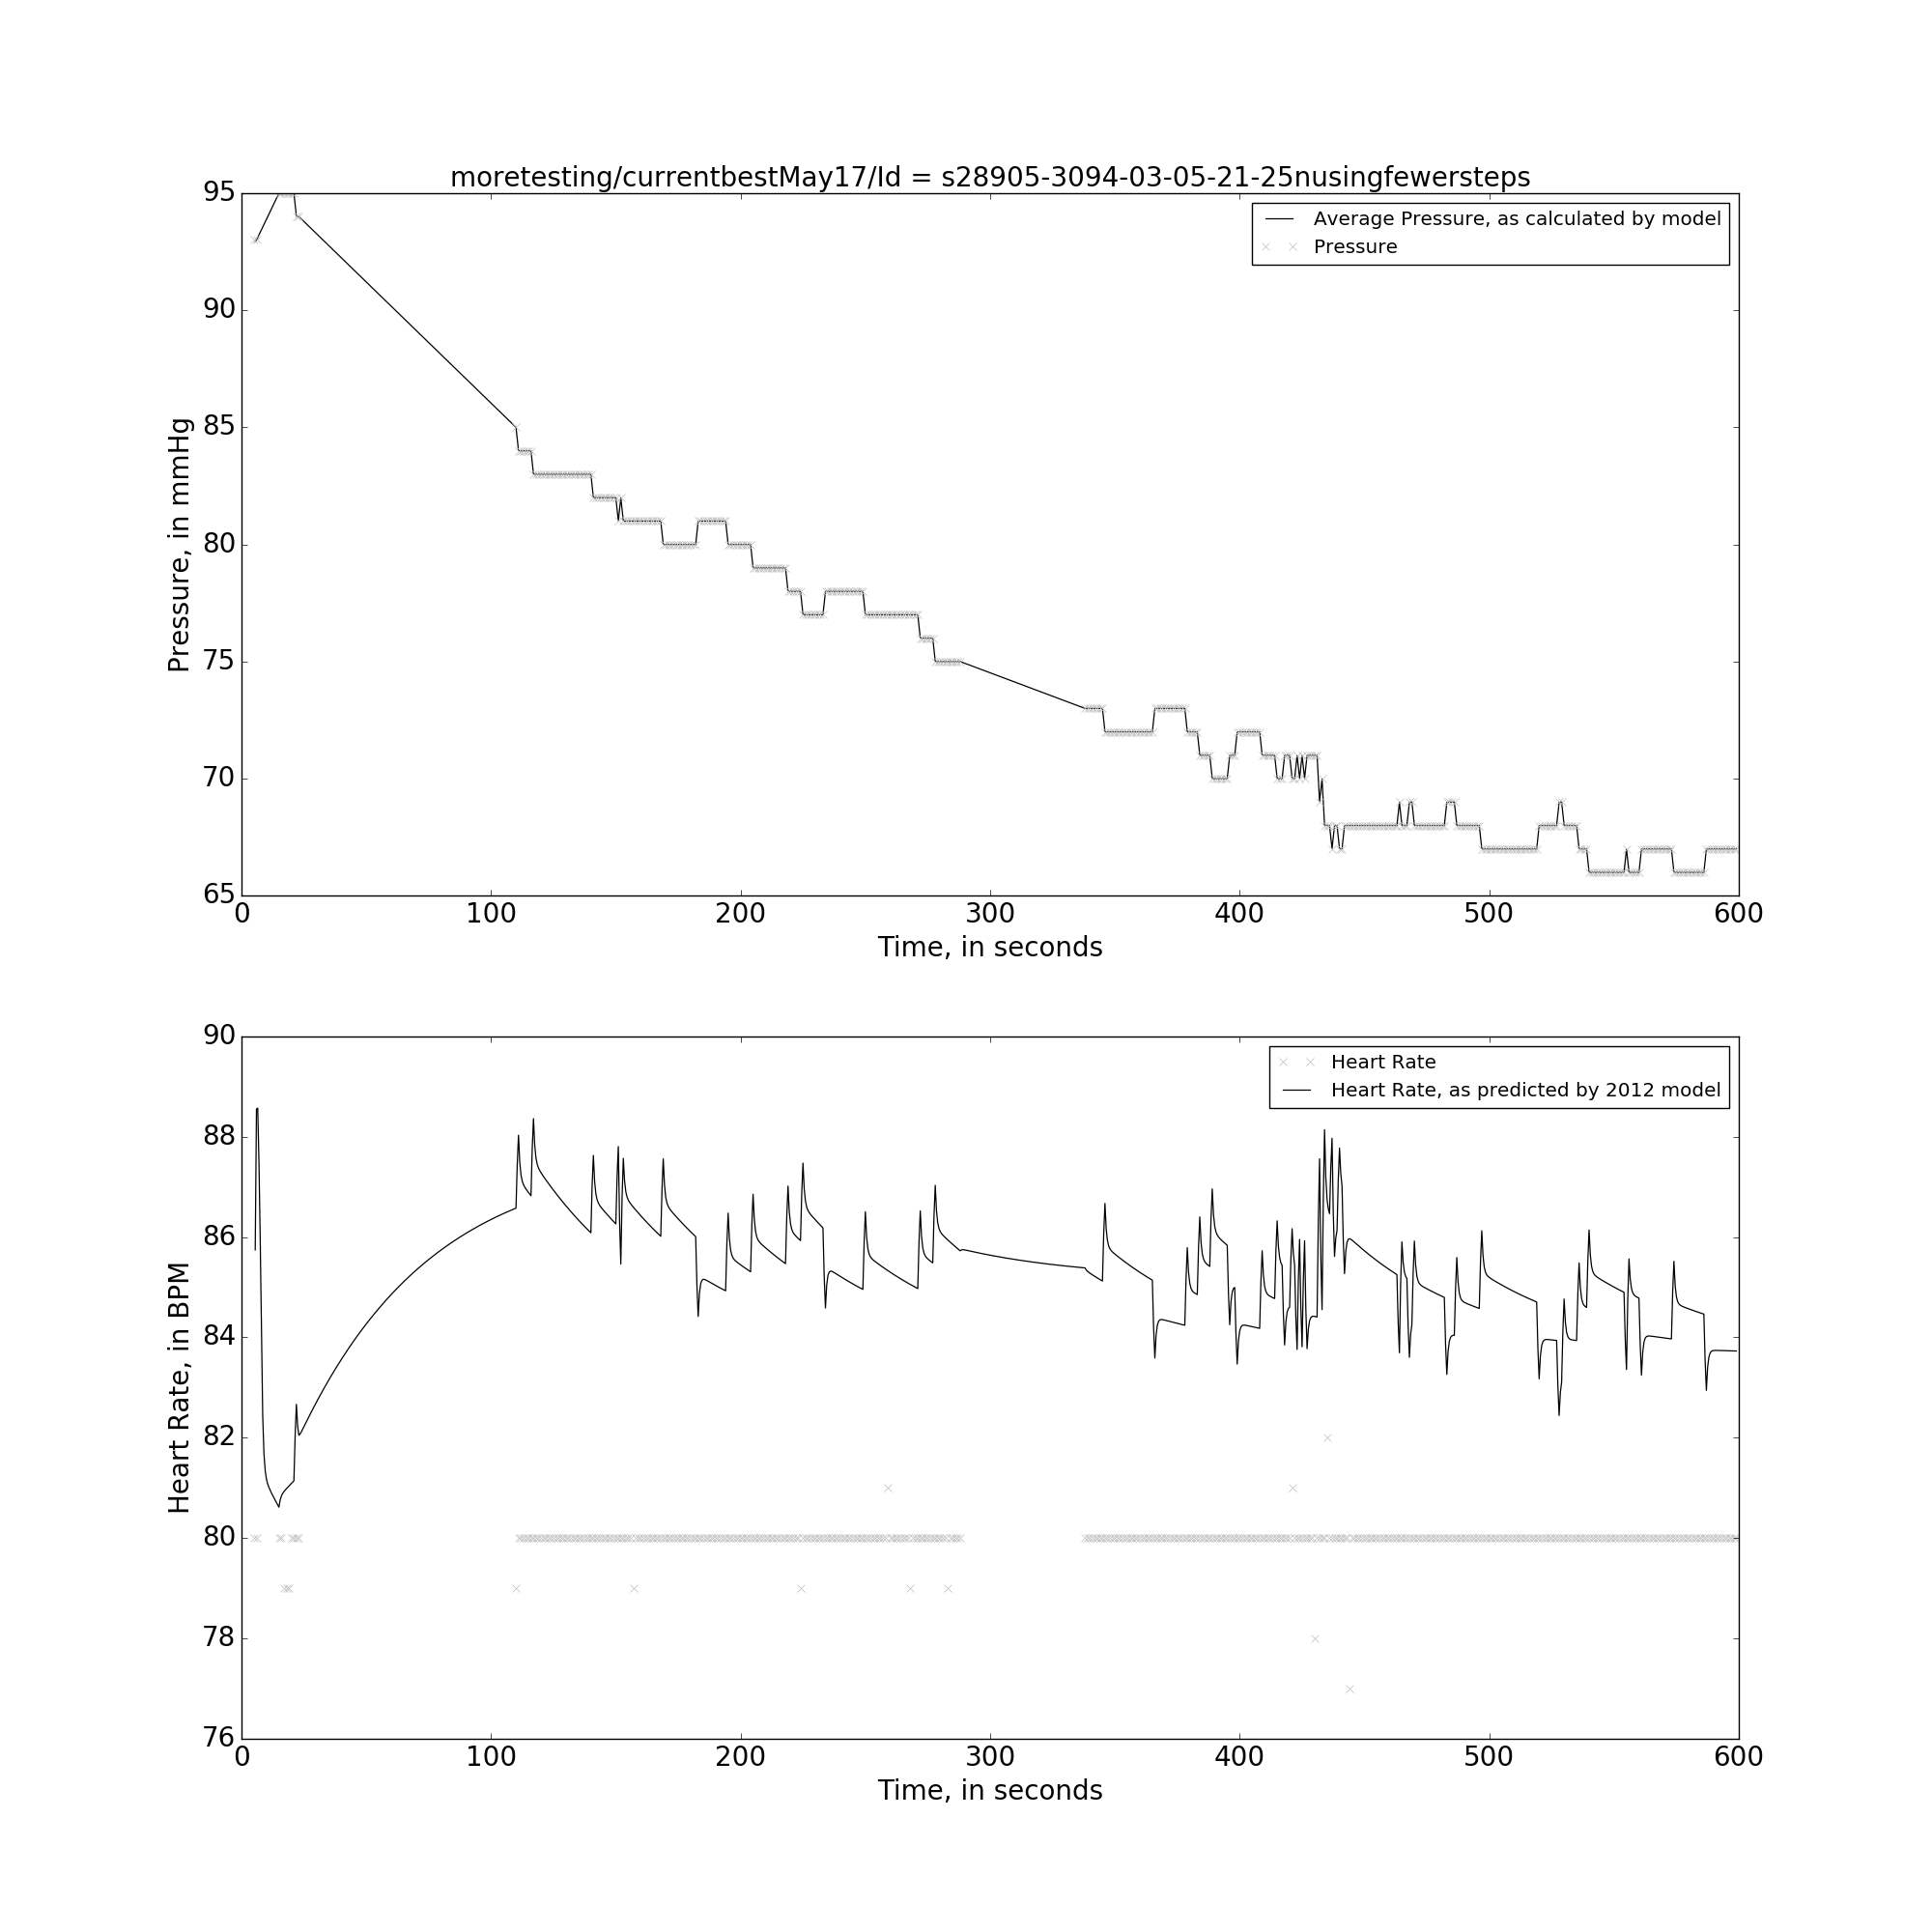 moretesting/currentbestMay17/Id = s28905-3094-03-05-21-25nusingfewersteps
95
90
85
80
75
70
65
Pressure, in mmHg
Average Pressure, as calculated by model
Pressure
0 100 200 300 400 500 600
Time, in seconds
90
88
86
84
82
80
78
76
Heart Rate, in BPM
Heart Rate
Heart Rate, as predicted by 2012 model
0 100 200 300 400 500 600
Time, in seconds